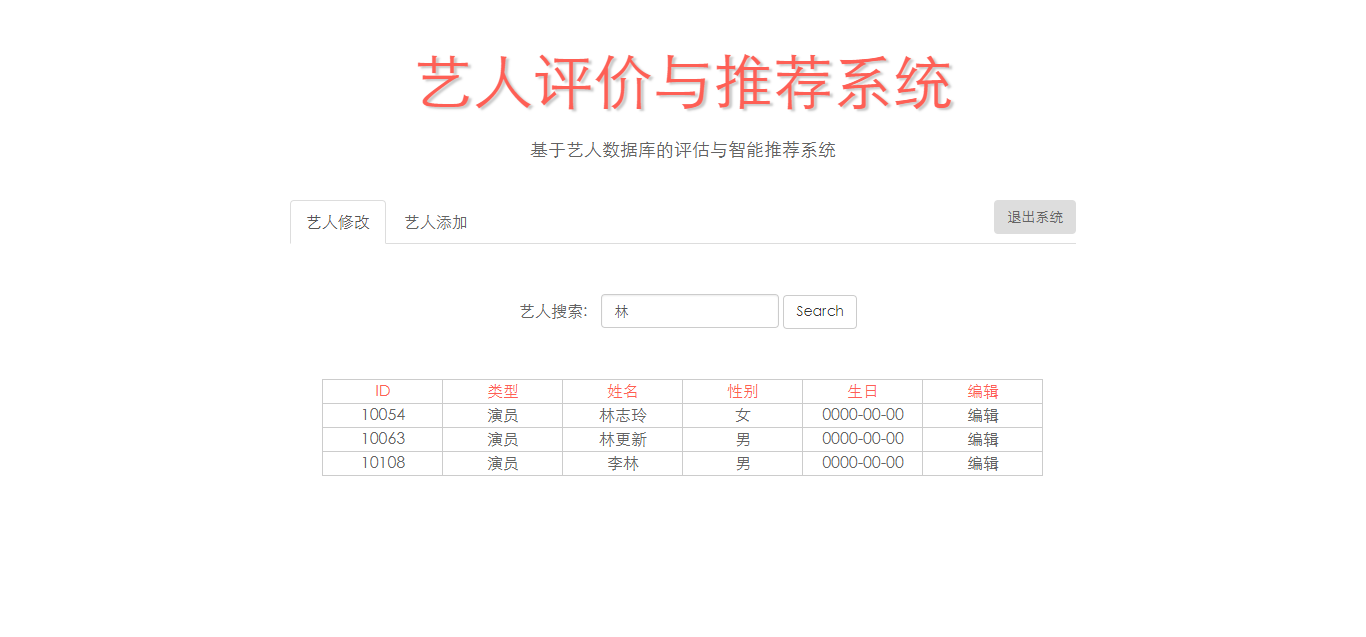 艺人评价与推荐系统
基于艺人数据库的评估与智能推荐系统
艺人修改 艺人添加 退出系统
艺人搜索: 林 Search
ID 类型 姓名 性别 生日 编辑
10054 演员 林志玲 女 0000-00-00 编辑
10063 演员 林更新 男 0000-00-00 编辑
10108 演员 李林 男 0000-00-00 编辑